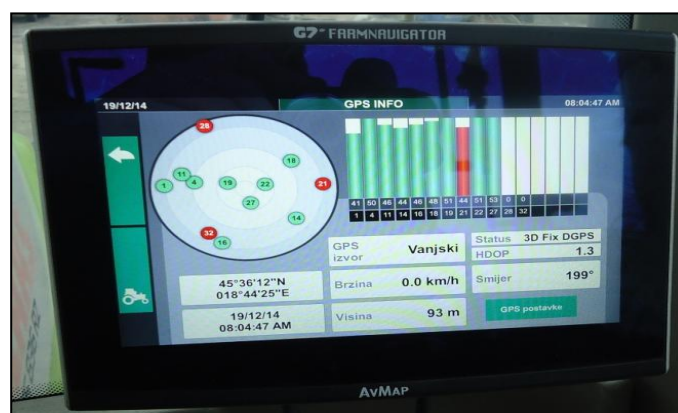 G7• FARMNAVIGATOR
19/12/14 GPS INFO 08:04:47 AM
28
18
11
1 4 19 22 21
27
14
32
16
41 50 46 44 46 48 51 44 51 53 0 0
1 4 11 14 16 18 19 21 22 27 28 32
GPS izvor Vanjski
Status 3D Fix DGPS
HDOP 1.3
45°36'12"N
018°44'25"E
Brzina 0.0 km/h
Smijer 199°
19/12/14
08:04:47 AM
Visina 93 m
GPS postavke
AVMAP